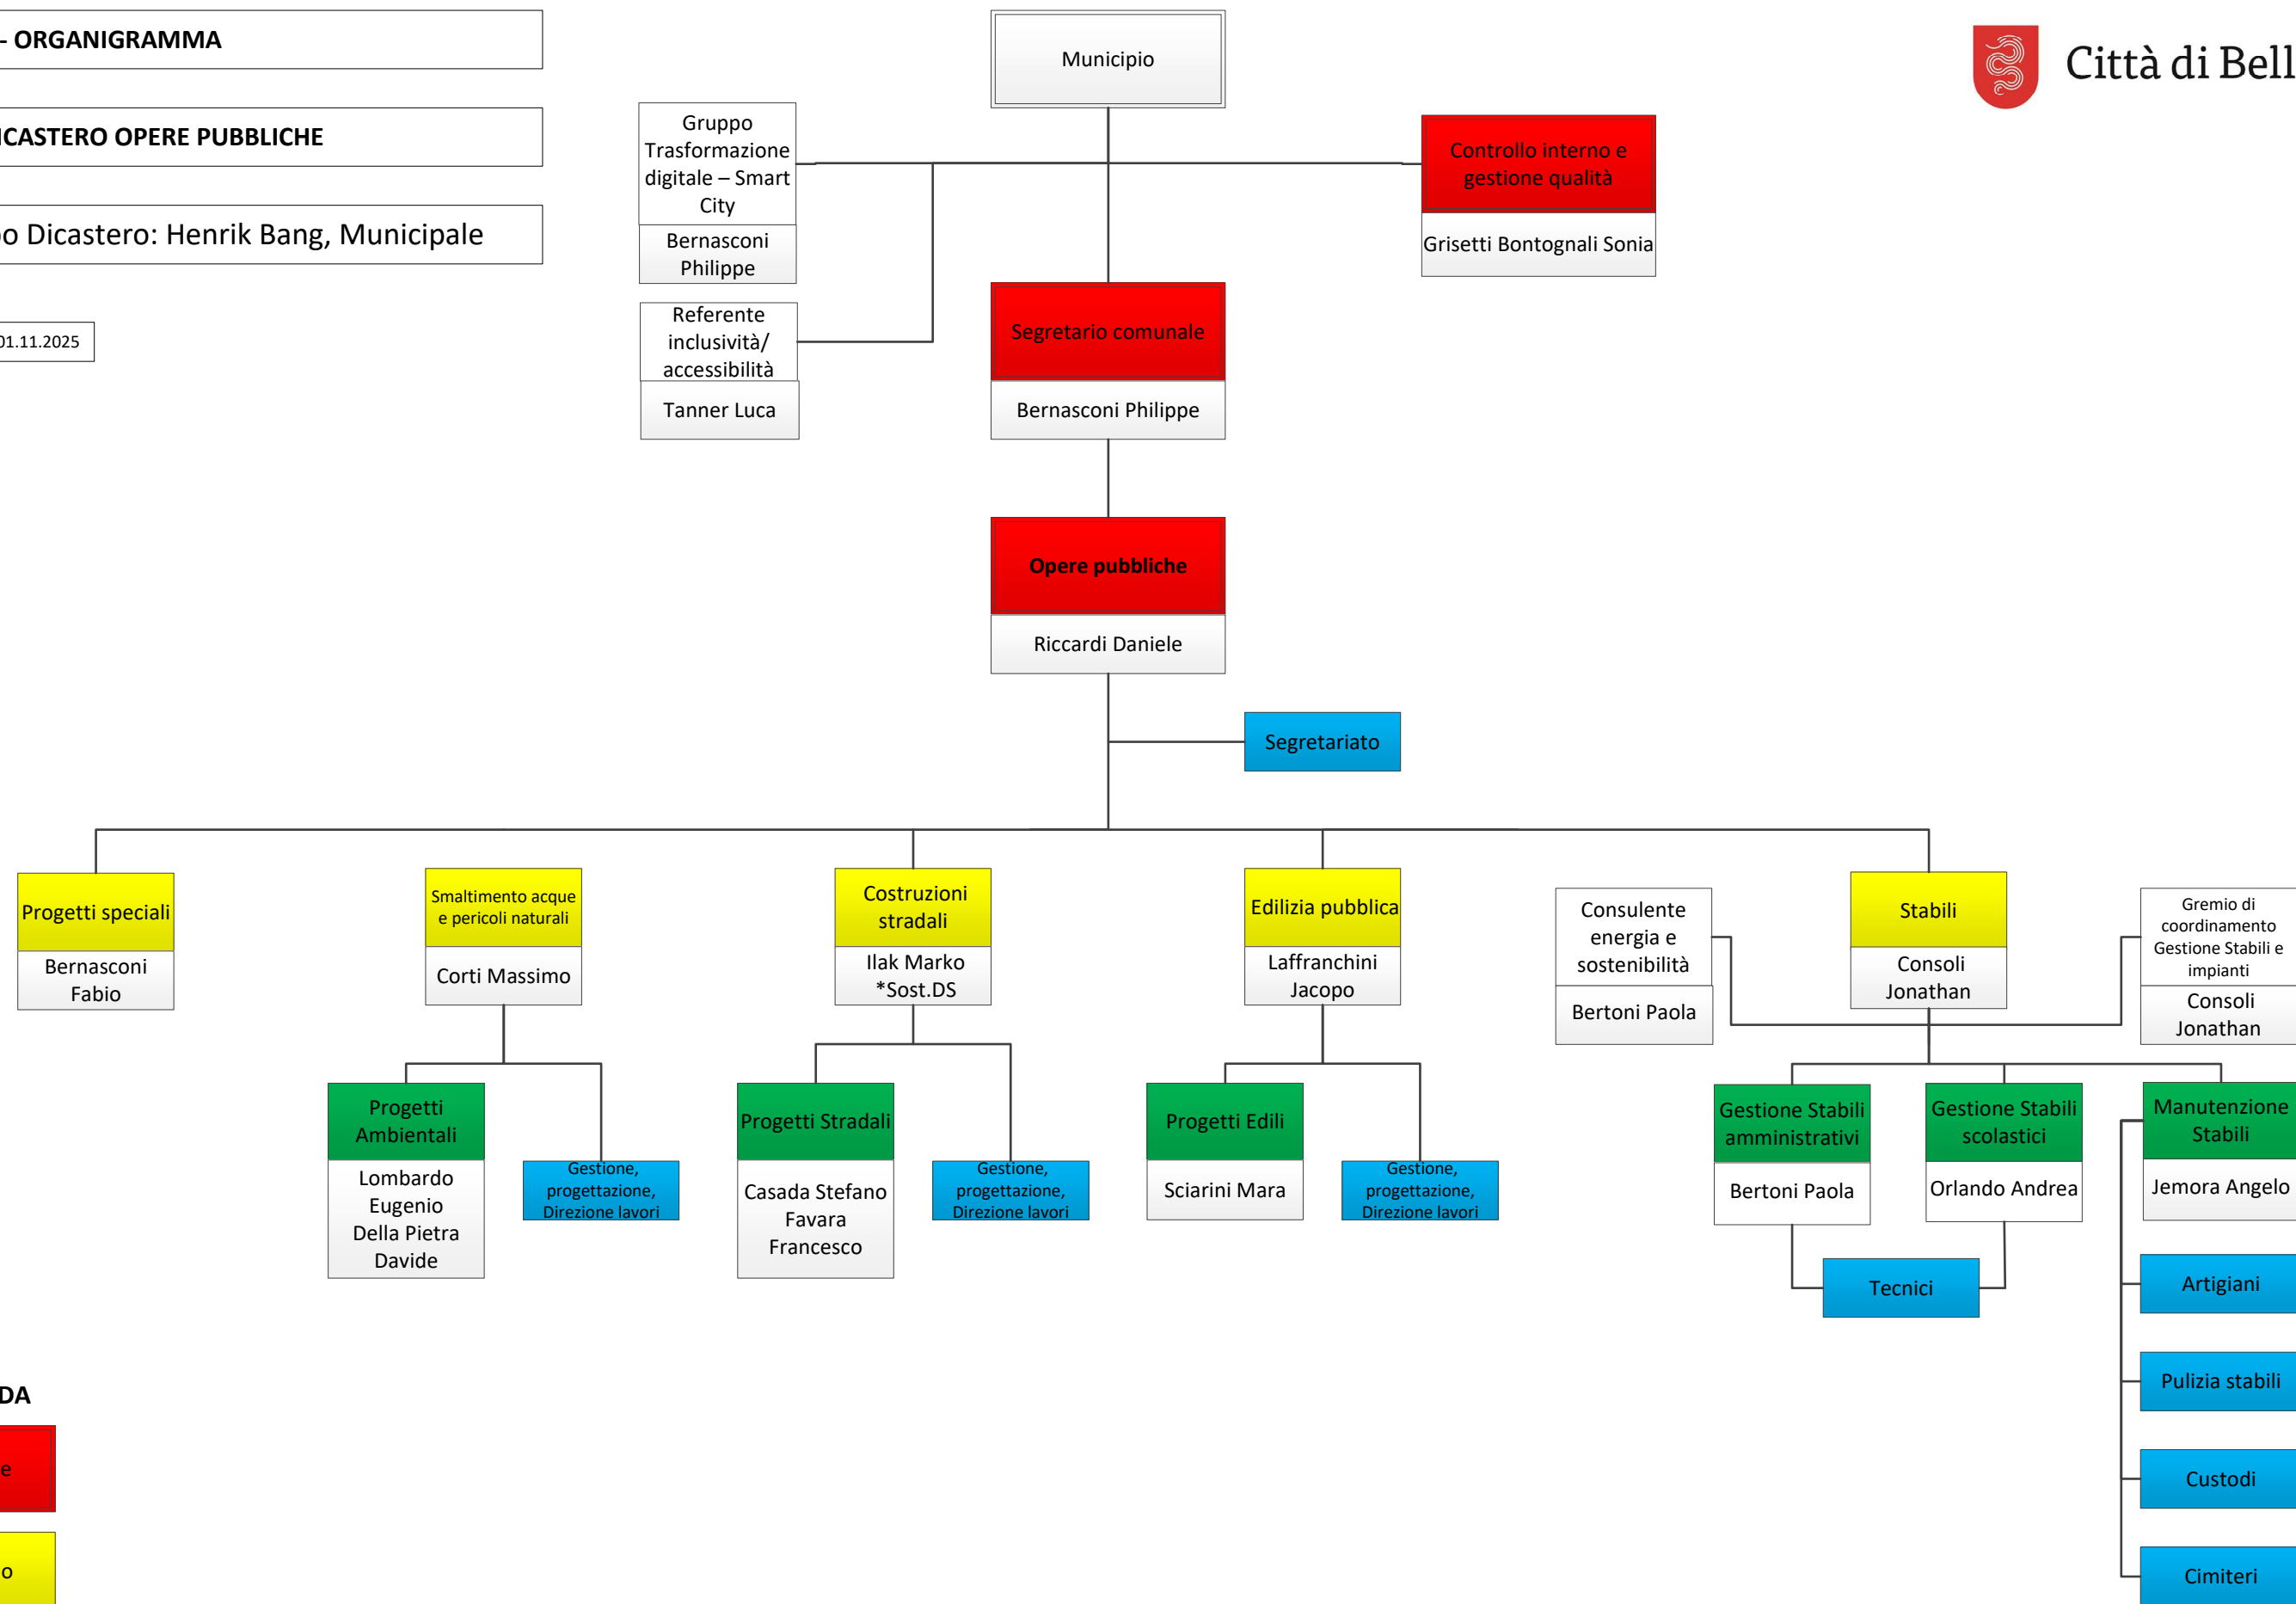 - ORGANIGRAMMA
ICASTERO OPERE PUBBLICHE
o Dicastero: Henrik Bang, Municipale
01.11.2025
Città di Bell
Municipio
Gruppo
Trasformazione
digitale – Smart
City
Bernasconi
Philippe
Controllo interno e
gestione qualità
Grisetti Bontognali Sonia
Referente
inclusività/
accessibilità
Tanner Luca
Segretario comunale
Bernasconi Philippe
Opere pubbliche
Riccardi Daniele
Segretariato
Progetti speciali
Bernasconi
Fabio
Smaltimento acque
e pericoli naturali
Corti Massimo
Costruzioni
stradali
Ilak Marko
*Sost.DS
Edilizia pubblica
Laffranchini
Jacopo
Consulente
energia e
sostenibilità
Bertoni Paola
Stabili
Consoli
Jonathan
Gremio di
coordinamento
Gestione Stabili e
impianti
Consoli
Jonathan
Progetti
Ambientali
Lombardo
Eugenio
Della Pietra
Davide
Gestione,
progettazione,
Direzione lavori
Progetti Stradali
Casada Stefano
Favara
Francesco
Gestione,
progettazione,
Direzione lavori
Progetti Edili
Sciarini Mara
Gestione,
progettazione,
Direzione lavori
Gestione Stabili
amministrativi
Bertoni Paola
Gestione Stabili
scolastici
Orlando Andrea
Manutenzione
Stabili
Jemora Angelo
Tecnici
Artigiani
Pulizia stabili
Custodi
Cimiteri
DA
e
o